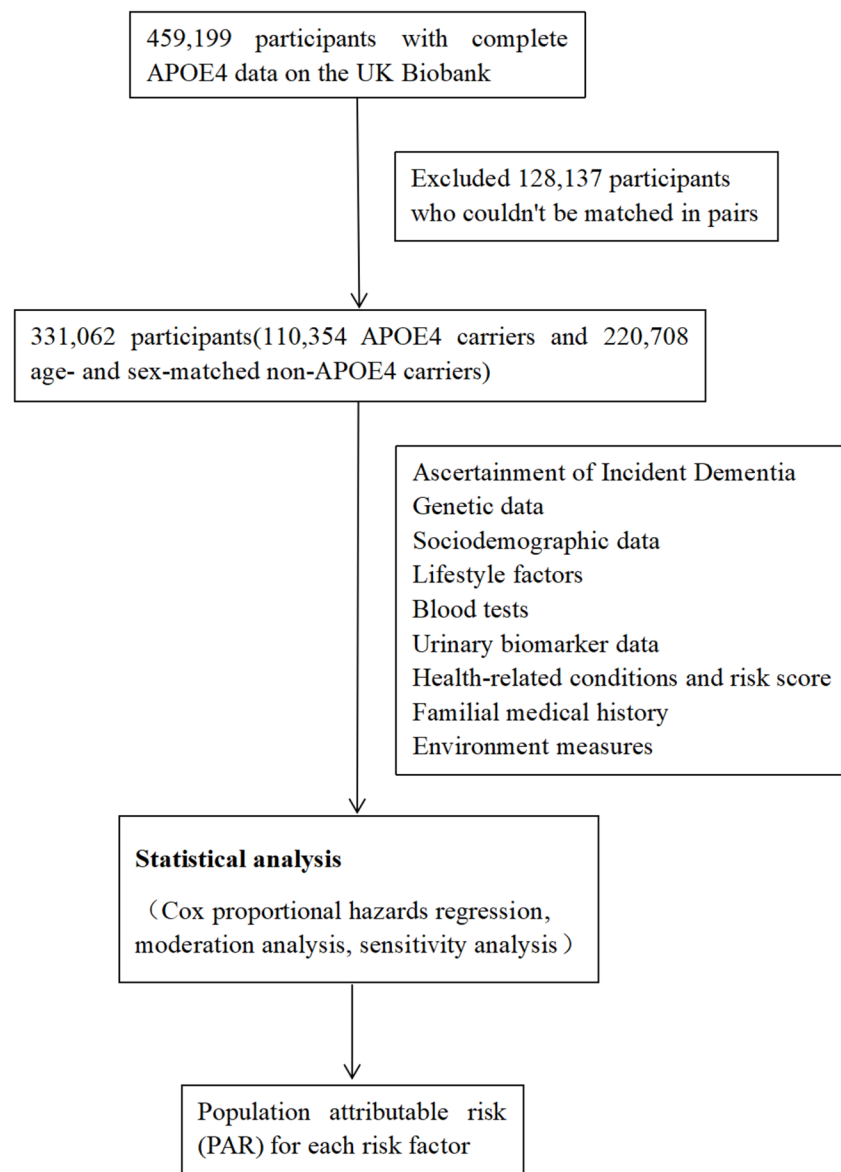 459,199 participants with complete
APOE4 data on the UK Biobank
Excluded 128,137 participants
who couldn't be matched in pairs
331,062 participants(110,354 APOE4 carriers and 220,708
age- and sex-matched non-APOE4 carriers)
Ascertainment of Incident Dementia
Genetic data
Sociodemographic data
Lifestyle factors
Blood tests
Urinary biomarker data
Health-related conditions and risk score
Familial medical history
Environment measures
Statistical analysis
（Cox proportional hazards regression,
moderation analysis, sensitivity analysis）
Population attributable risk
(PAR) for each risk factor